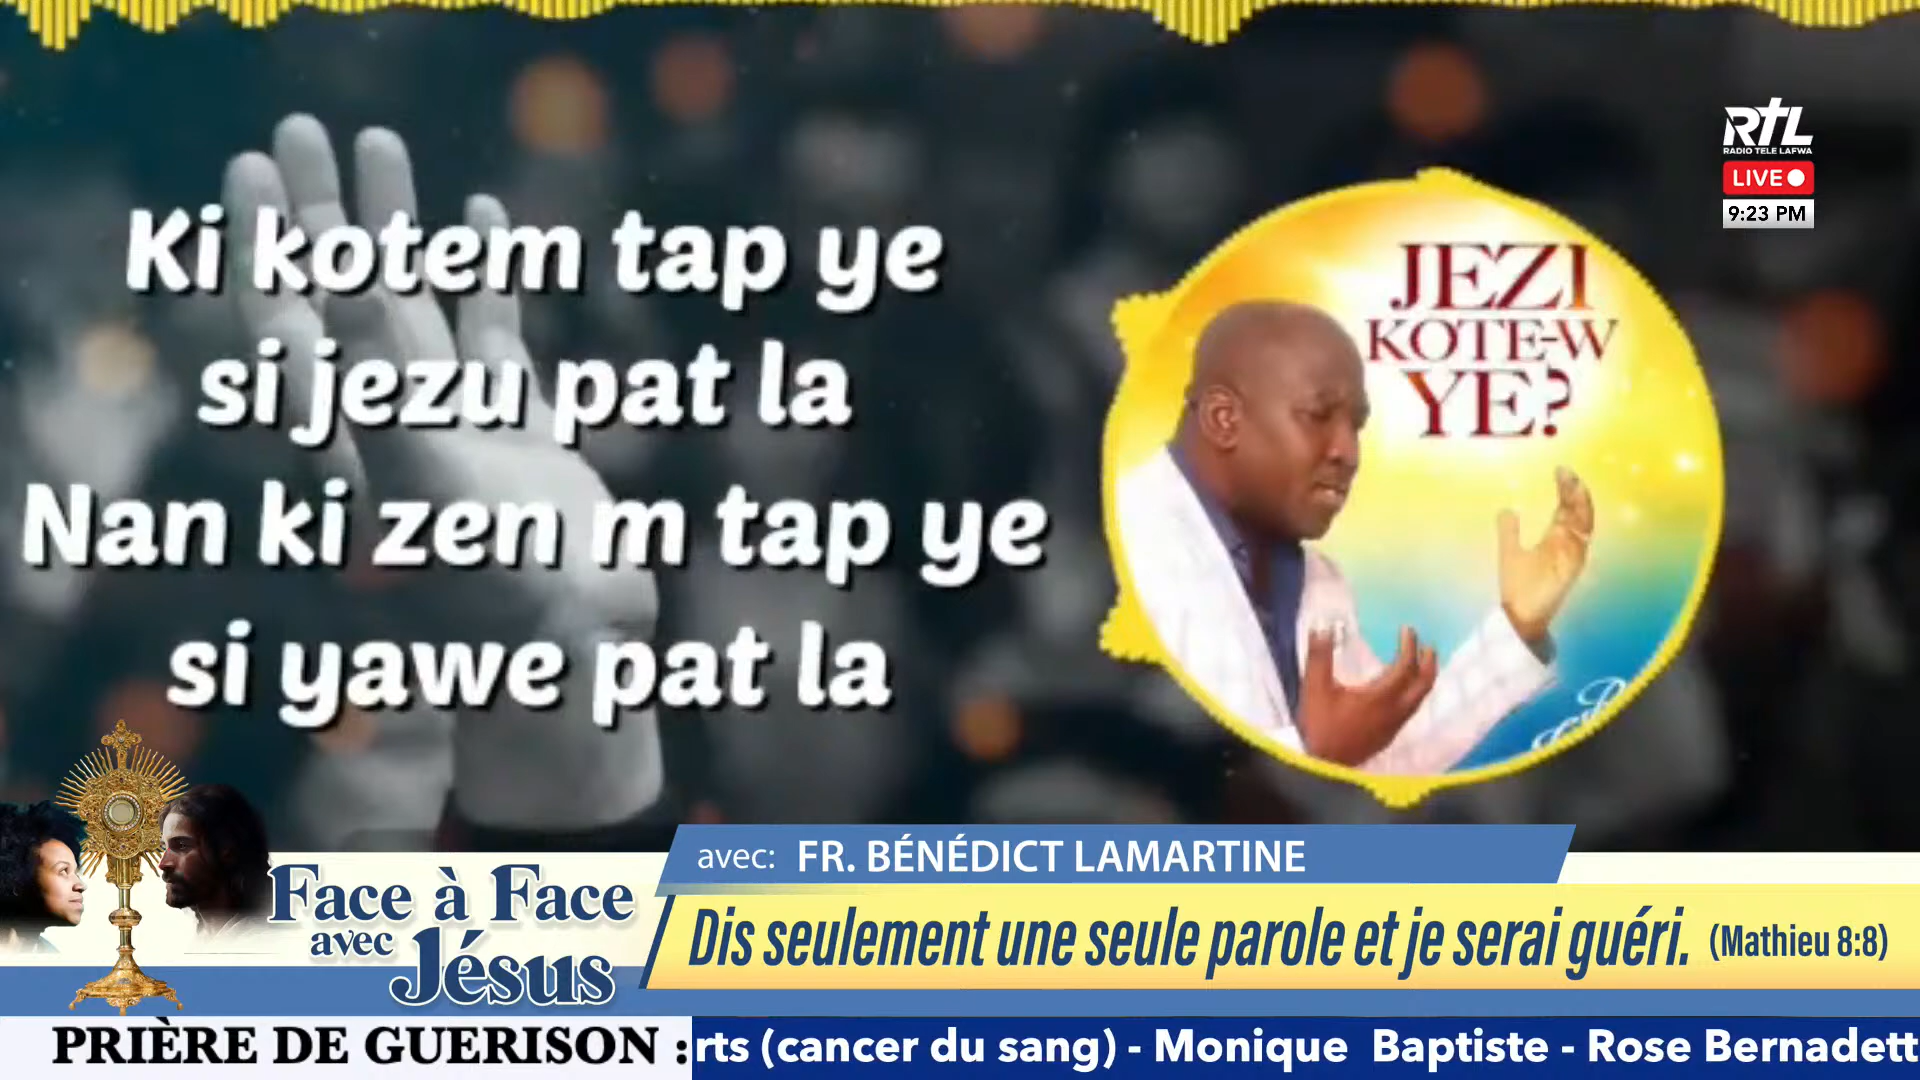 Ki kotem tap ye
si jezu pat la
Nan ki zen m tap ye
si yawe pat la
JEZI
KOTE-W
YE?
RTL
RADIO TELE LAFWA
LIVE
9:23 PM
Face à Face
avec
Jésus
avec: FR. BÉNÉDICT LAMARTINE
Dis seulement une seule parole et je serai guéri. (Mathieu 8:8)
PRIÈRE DE GUERISON : rts (cancer du sang) - Monique Baptiste - Rose Bernadett